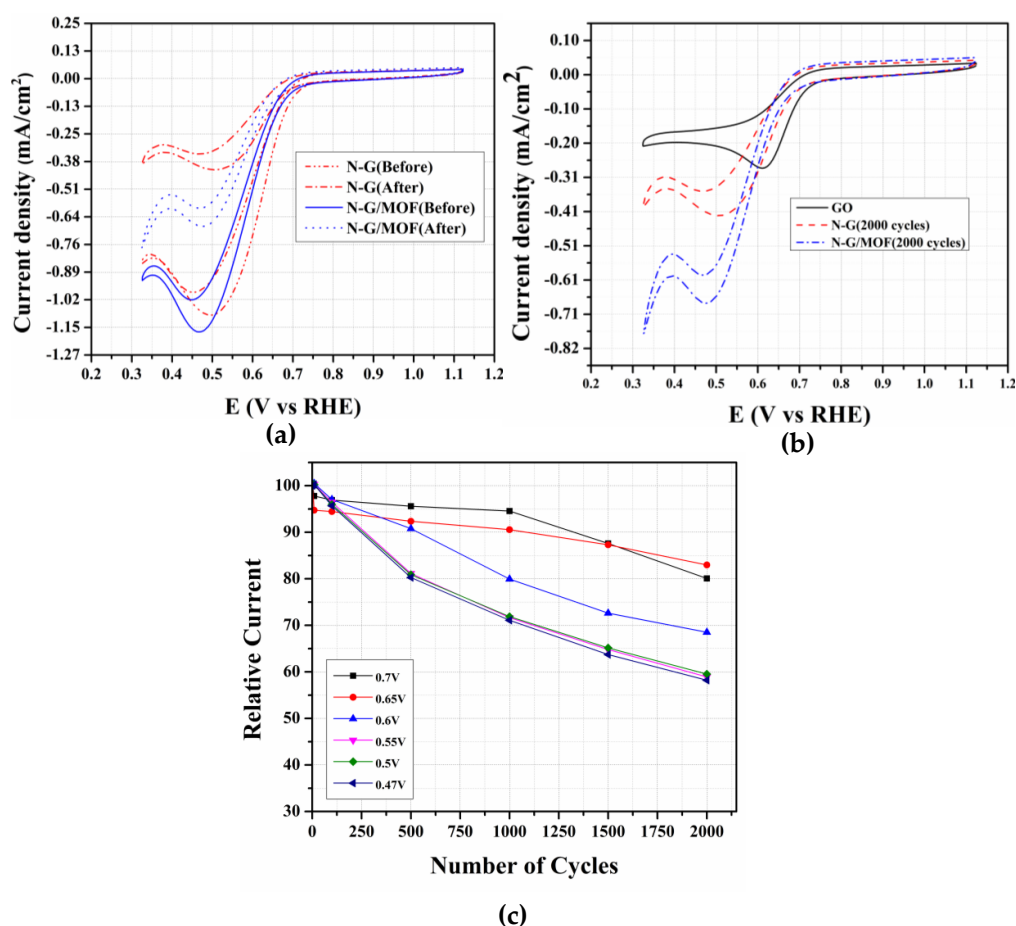 0.25
0.13
0.00
-0.13
-0.25
-0.38
-0.51
-0.64
-0.76
-0.89
-1.02
-1.15
-1.27
Current density (mA/cm2)
N-G(Before)
N-G(After)
N-G/MOF(Before)
N-G/MOF(After)
0.2 0.3 0.4 0.5 0.6 0.7 0.8 0.9 1.0 1.1 1.2
E (V vs RHE)
(a)
0.10
0.00
-0.10
-0.20
-0.31
-0.41
-0.51
-0.61
-0.71
-0.82
Current density (mA/cm2)
GO
N-G(2000 cycles)
N-G/MOF(2000 cycles)
0.2 0.3 0.4 0.5 0.6 0.7 0.8 0.9 1.0 1.1 1.2
E (V vs RHE)
(b)
100
90
80
70
60
50
40
30
Relative Current
0.7V
0.65V
0.6V
0.55V
0.5V
0.47V
0 250 500 750 1000 1250 1500 1750 2000
Number of Cycles
(c)